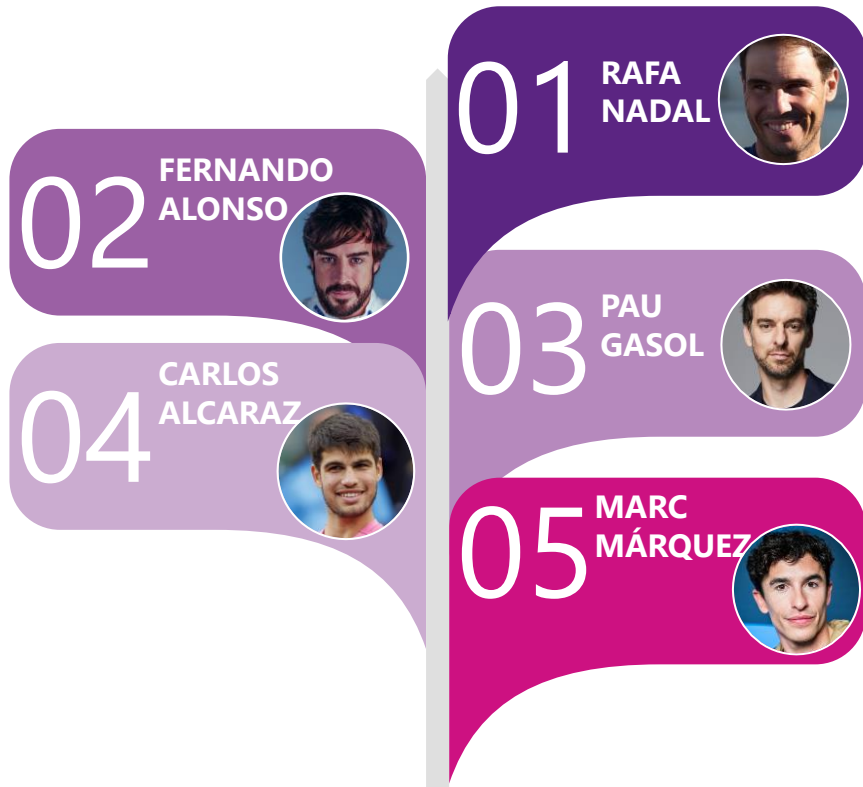 01
RAFA
NADAL
02
FERNANDO
ALONSO
03
PAU
GASOL
04
CARLOS
ALCARAZ
05
MARC
MÁRQUEZ